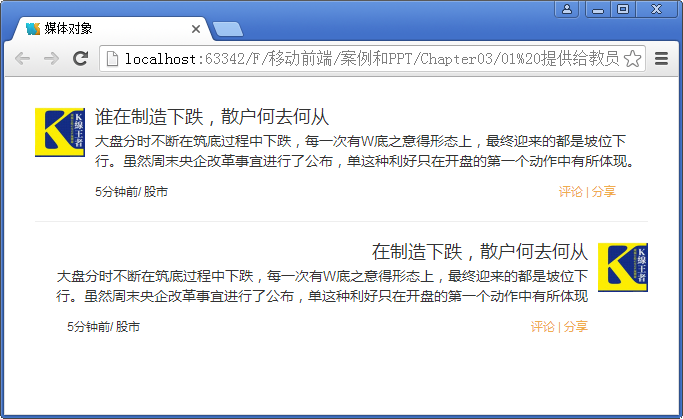 媒体对象
localhost:63342/F/移动前端/案例和PPT/Chapter03/01%20提供给教员
K線王者
谁在制造下跌，散户何去何从
大盘分时不断在筑底过程中下跌，每一次有W底之意得形态上，最终迎来的都是坡位下
行。虽然周末央企改革事宜进行了公布，单这种利好只在开盘的第一个动作中有所体现。
5分钟前/ 股市
评论 | 分享
在制造下跌，散户何去何从
K線王者
大盘分时不断在筑底过程中下跌，每一次有W底之意得形态上，最终迎来的都是坡位下
行。虽然周末央企改革事宜进行了公布，单这种利好只在开盘的第一个动作中有所体现
5分钟前/ 股市
评论 | 分享